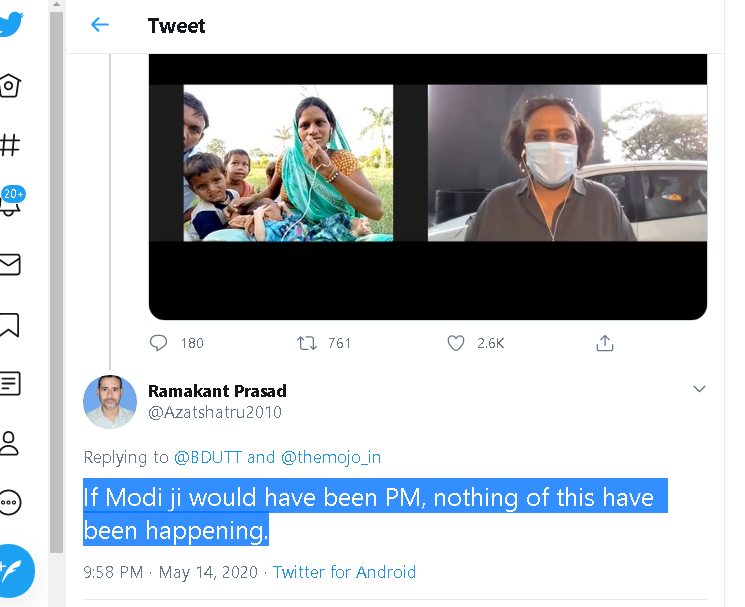 Tweet
20+
180
761
2.6K
Ramakant Prasad
@Azatshatru2010
Replying to @BDUTT and @themojo_in
If Modi ji would have been PM, nothing of this have
been happening.
9:58 PM · May 14, 2020 · Twitter for Android